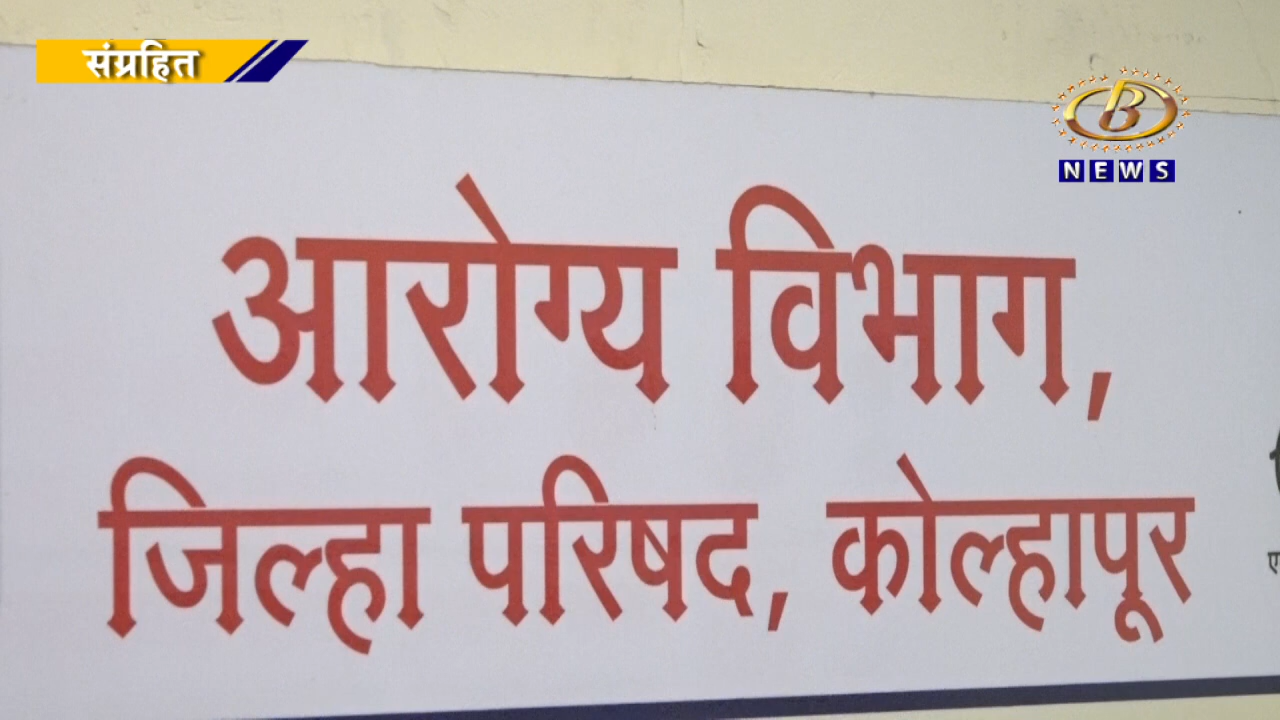 संग्रहित
B
NEWS
आरोग्य विभाग,
जिल्हा परिषद, कोल्हापूर
ए